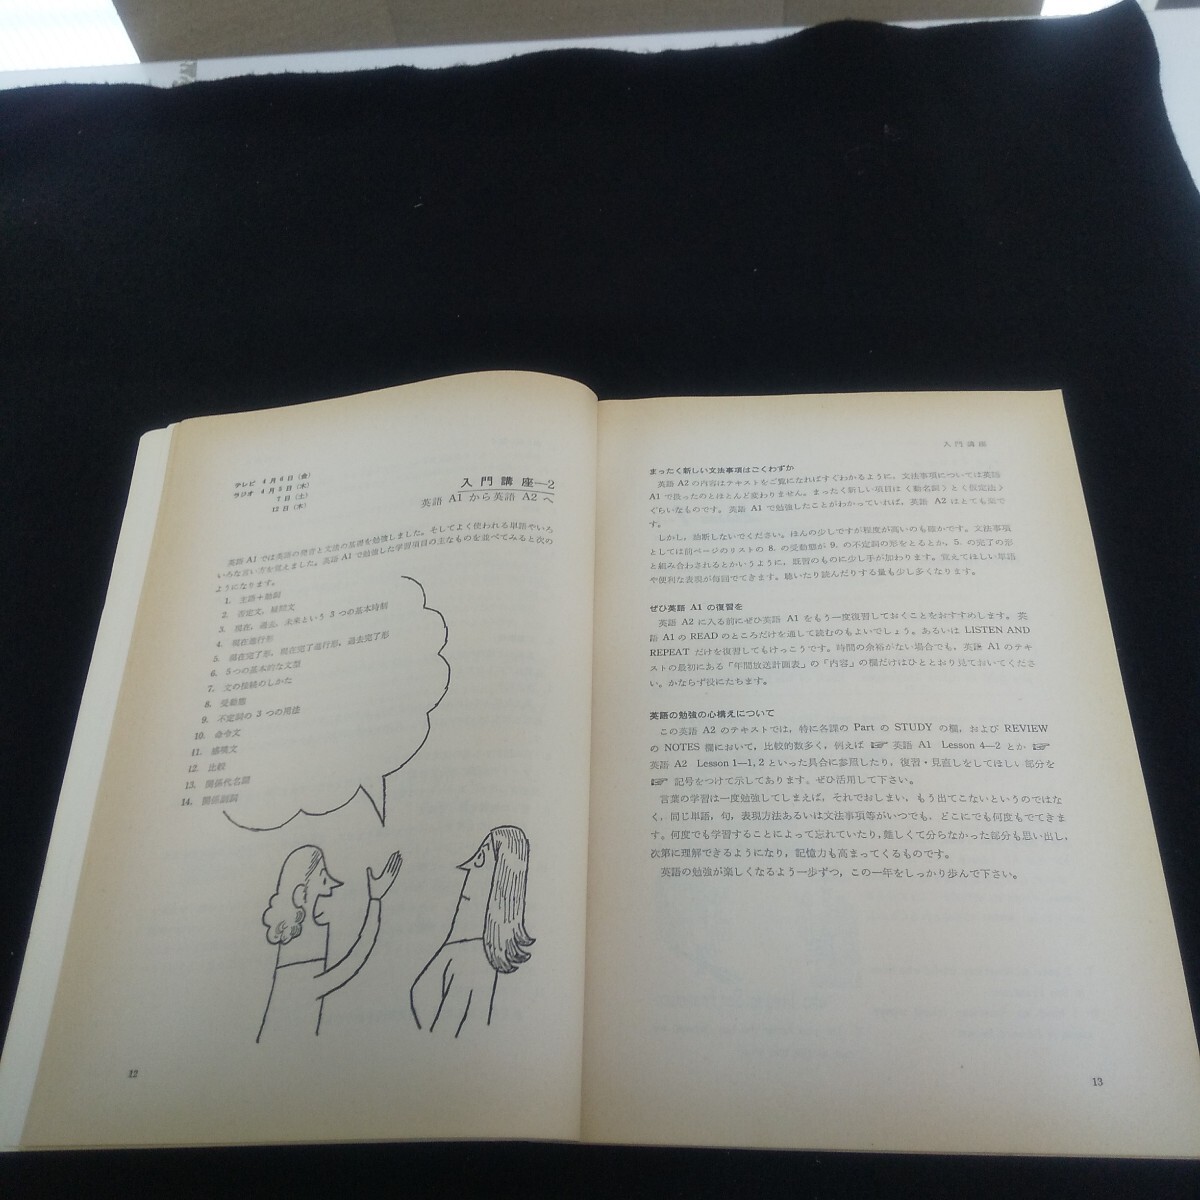 テレビ 4月6日(金)
ラジオ 4月5日(木)
7日(土)
12日(木)
入門講座—2
英語 A1 から英語 A2 へ
英語 A1 では英語の発音と文法の基礎を勉強しました。そしてよく使われる単語やいろ
いろな言い方を覚えました。英語 A1 で勉強した学習項目の主なものを並べてみると次の
ようになります。
1. 主語+動詞
2. 否定文，疑問文
3. 現在，過去，未来という 3 つの基本時制
4. 現在進行形
5. 現在完了形，現在完了進行形，過去完了形
6. 5つの基本的な文型
7. 文の接続のしかた
8. 受動態
9. 不定詞の 3 つの用法
10. 命令文
11. 感嘆文
12. 比較
13. 関係代名詞
14. 関係副詞
12
入門講座
まったく新しい文法事項はごくわずか
英語 A2 の内容はテキストをご覧になればすぐわかるように，文法事項については英語
A1 で扱ったのとほとんど変わりません。まったく新しい項目は〈動名詞〉と〈仮定法〉
ぐらいなものです。英語 A1 で勉強したことがわかっていれば，英語 A2 はとても楽で
す。
しかし，油断しないでください。ほんの少しですが程度が高いのも確かです。文法事項
としては前ページのリストの 8. の受動態が 9. の不定詞の形をとるとか，5. の完了の形
と組み合わされるとかいうように，既習のものに少し手が加わります。覚えてほしい単語
や便利な表現が毎回でてきます。聴いたり読んだりする量も少し多くなります。
ぜひ英語 A1 の復習を
英語 A2 に入る前にぜひ英語 A1 をもう一度復習しておくことをおすすめします。英
語 A1 の READ のところだけを通して読むのもよいでしょう。あるいは LISTEN AND
REPEAT だけを復習してもけっこうです。時間の余裕がない場合でも，英語 A1 のテキ
ストの最初にある「年間放送計画表」の「内容」の欄だけはひととおり見ておいてくださ
い。かならず役にたちます。
英語の勉強の心構えについて
この英語 A2 のテキストでは，特に各課の Part の STUDY の欄，および REVIEW
の NOTES 欄において，比較的数多く，例えば ☞ 英語 A1 Lesson 4—2 とか ☞
英語 A2 Lesson 1—1, 2 といった具合に参照したり，復習・見直しをしてほしい部分を
☞ 記号をつけて示してあります。ぜひ活用して下さい。
言葉の学習は一度勉強してしまえば，それでおしまい，もう出てこないというのではな
く，同じ単語，句，表現方法あるいは文法事項等がいつでも，どこにでも何度もでてきま
す。何度でも学習することによって忘れていたり，難しくて分らなかった部分も思い出し，
次第に理解できるようになり，記憶力も高まってくるものです。
英語の勉強が楽しくなるよう一歩ずつ，この一年をしっかり歩んで下さい。
13